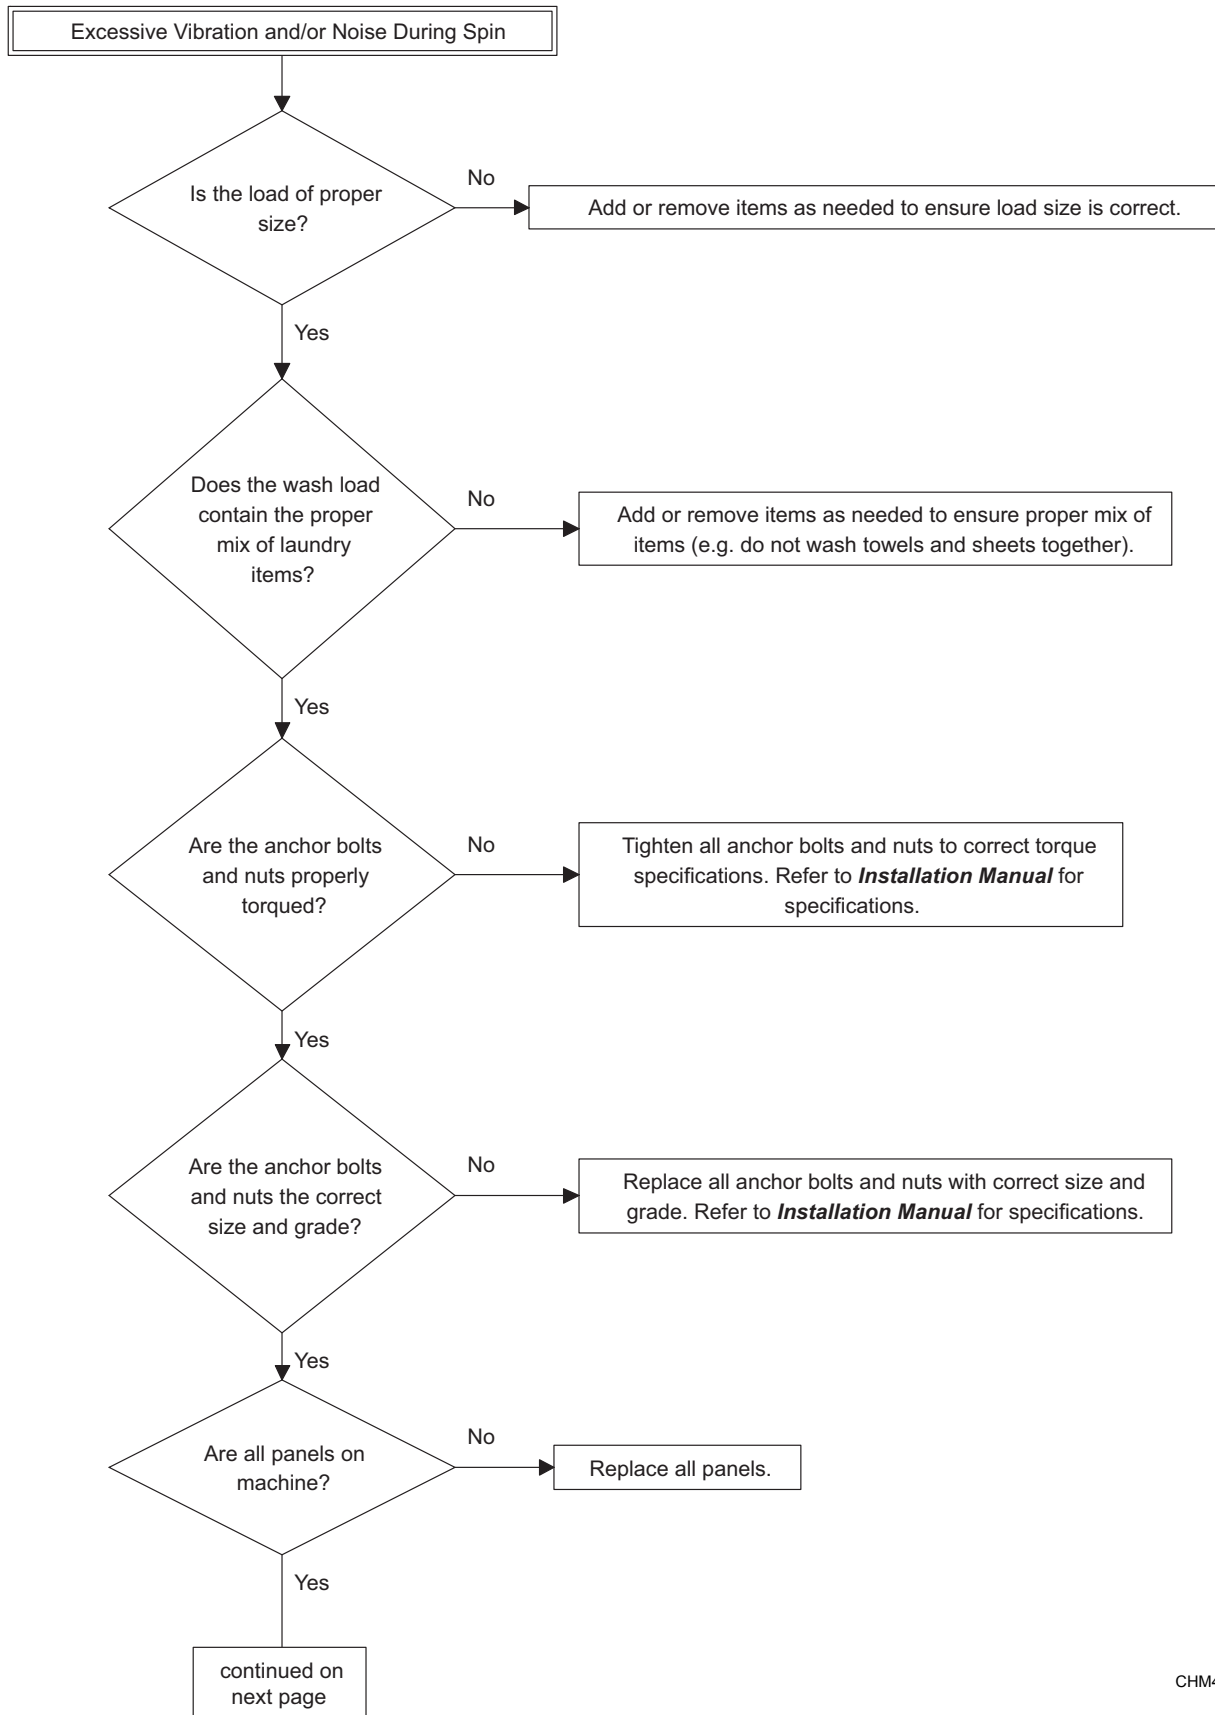 Excessive Vibration and/or Noise During Spin
Is the load of proper
size?
No
Add or remove items as needed to ensure load size is correct.
Yes
Does the wash load
contain the proper
mix of laundry
items?
No
Add or remove items as needed to ensure proper mix of
items (e.g. do not wash towels and sheets together).
Yes
Are the anchor bolts
and nuts properly
torqued?
No
Tighten all anchor bolts and nuts to correct torque
specifications. Refer to Installation Manual for
specifications.
Yes
Are the anchor bolts
and nuts the correct
size and grade?
No
Replace all anchor bolts and nuts with correct size and
grade. Refer to Installation Manual for specifications.
Yes
Are all panels on
machine?
No
Replace all panels.
Yes
continued on
next page
CHM4